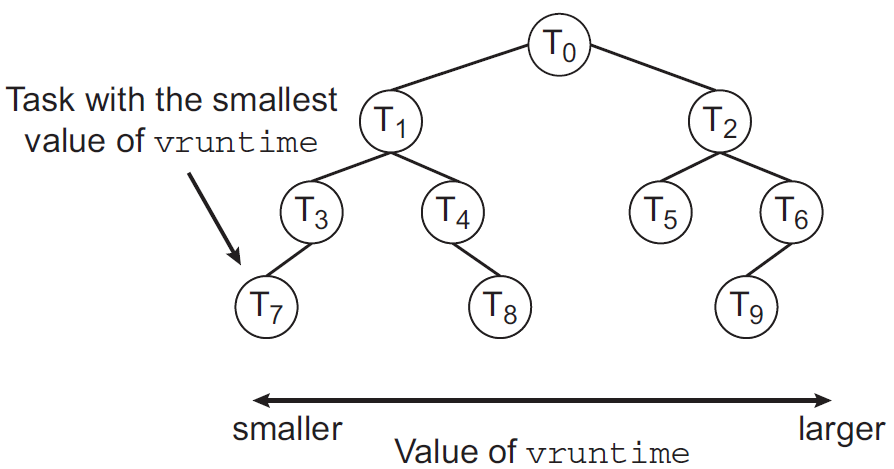 T0
Task with the smallest
value of vruntime
T1
T2
T3
T4
T5
T6
T7
T8
T9
smaller
larger
Value of vruntime